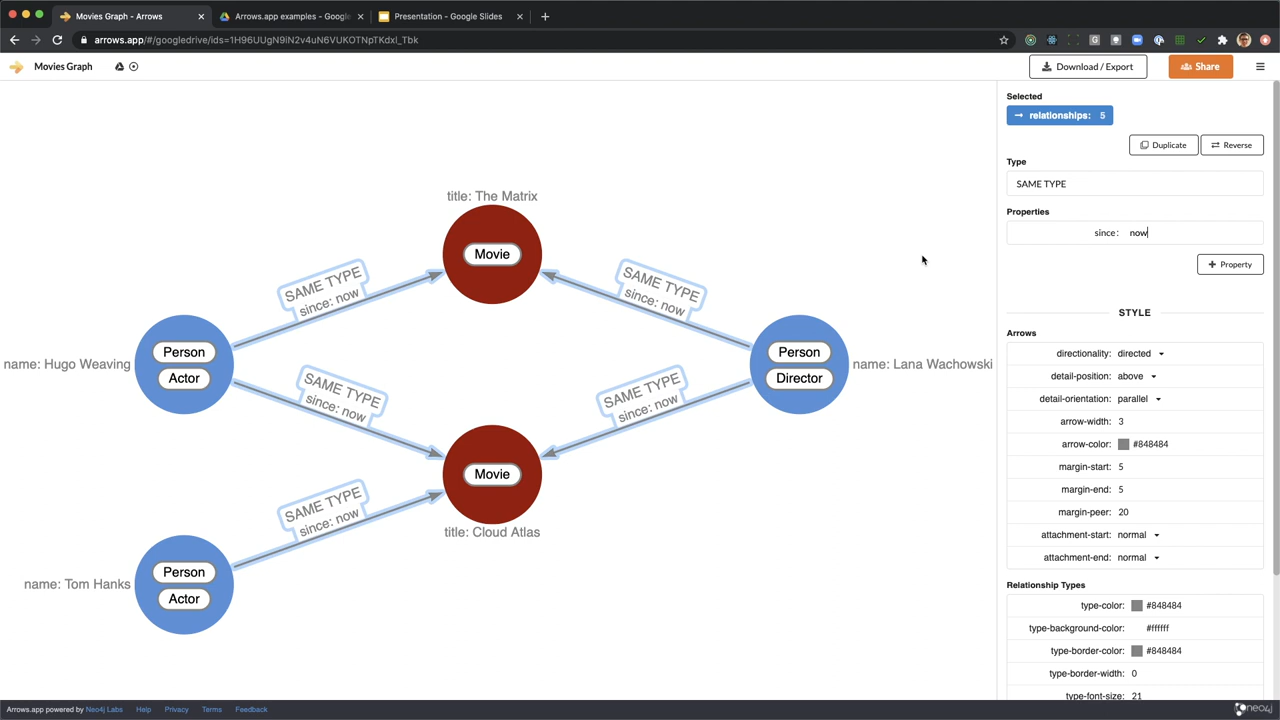 Movies Graph - Arrows
Arrows.app examples - Google
Presentation - Google Slides
arrows.app/#/googledrive/ids=1H96UUgN9iN2v4uN6VUKOTNpTKdxl_Tbk
Movies Graph
Download / Export
Share
title: The Matrix
Movie
SAME TYPE
since: now
SAME TYPE
since: now
Person
Actor
name: Hugo Weaving
Person
Director
name: Lana Wachowski
SAME TYPE
since: now
SAME TYPE
since: now
Movie
title: Cloud Atlas
SAME TYPE
since: now
Person
Actor
name: Tom Hanks
Selected
→ relationships: 5
Duplicate
Reverse
Type
SAME TYPE
Properties
since: now
+ Property
STYLE
Arrows
directionality: directed
detail-position: above
detail-orientation: parallel
arrow-width: 3
arrow-color: #848484
margin-start: 5
margin-end: 5
margin-peer: 20
attachment-start: normal
attachment-end: normal
Relationship Types
type-color: #848484
type-background-color: #ffffff
type-border-color: #848484
type-border-width: 0
type-font-size: 21
Arrows.app powered by Neo4j Labs Help Privacy Terms Feedback
neo4j